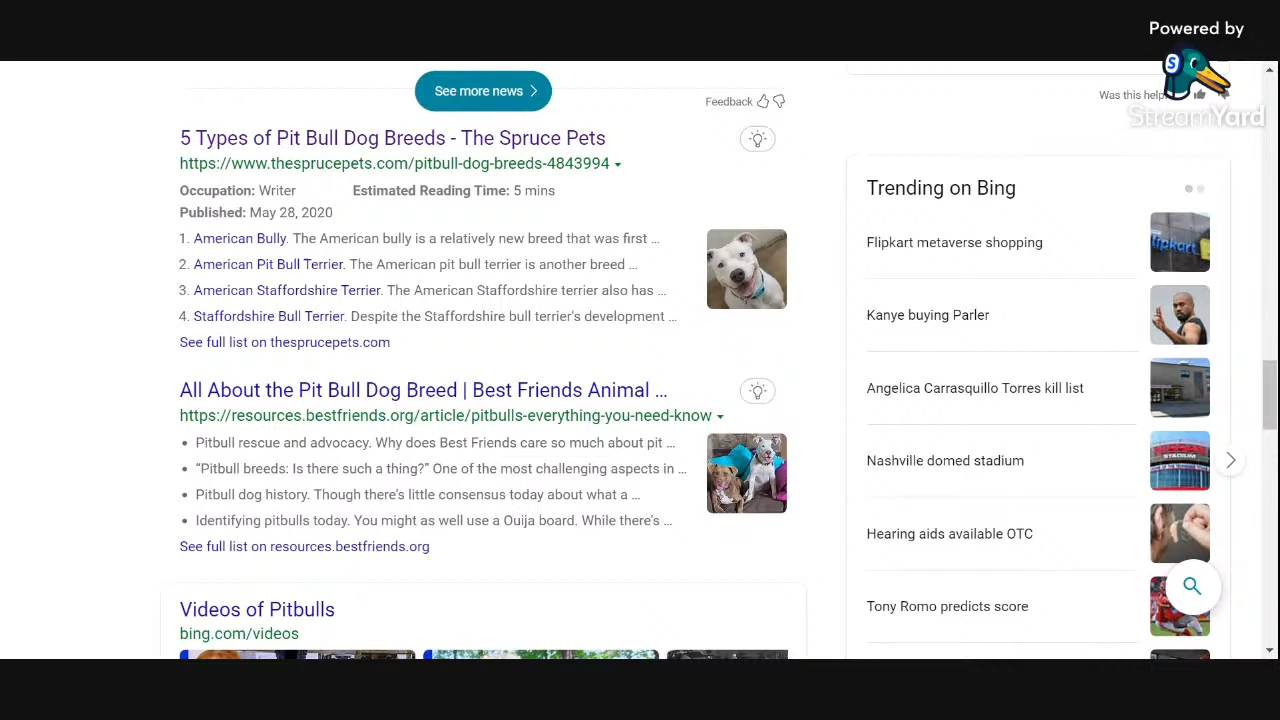 Powered by
StreamYard
See more news
Feedback
Was this help
5 Types of Pit Bull Dog Breeds - The Spruce Pets
https://www.thesprucepets.com/pitbull-dog-breeds-4843994
Occupation: Writer Estimated Reading Time: 5 mins
Published: May 28, 2020
1. American Bully. The American bully is a relatively new breed that was first ...
2. American Pit Bull Terrier. The American pit bull terrier is another breed ...
3. American Staffordshire Terrier. The American Staffordshire terrier also has ...
4. Staffordshire Bull Terrier. Despite the Staffordshire bull terrier's development ...
See full list on thesprucepets.com
All About the Pit Bull Dog Breed | Best Friends Animal ...
https://resources.bestfriends.org/article/pitbulls-everything-you-need-know
• Pitbull rescue and advocacy. Why does Best Friends care so much about pit ...
• “Pitbull breeds: Is there such a thing?” One of the most challenging aspects in ...
• Pitbull dog history. Though there’s little consensus today about what a ...
• Identifying pitbulls today. You might as well use a Ouija board. While there’s ...
See full list on resources.bestfriends.org
Videos of Pitbulls
bing.com/videos
Trending on Bing
Flipkart metaverse shopping
Kanye buying Parler
Angelica Carrasquillo Torres kill list
Nashville domed stadium
Hearing aids available OTC
Tony Romo predicts score